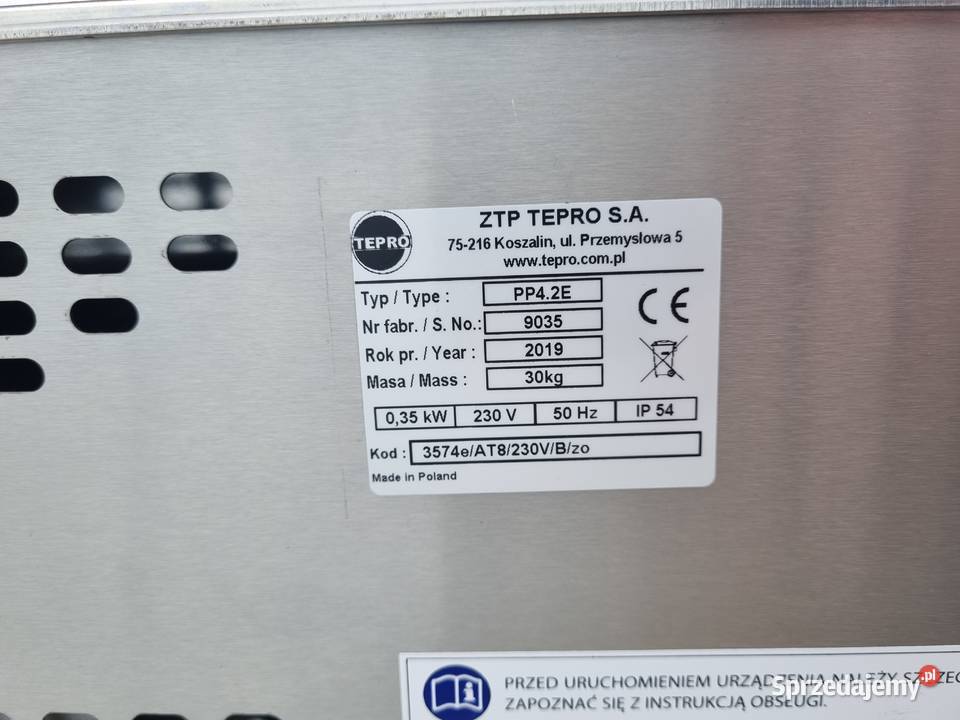 TEPRO
ZTP TEPRO S.A.
75-216 Koszalin, ul. Przemysłowa 5
www.tepro.com.pl
Typ / Type : PP4.2E
Nr fabr. / S. No.: 9035
Rok pr. / Year : 2019
Masa / Mass : 30kg
CE
0,35 kW 230 V 50 Hz IP 54
Kod : 3574e/AT8/230V/B/zo
Made in Poland
PRZED URUCHOMIENIEM URZĄDZENIA NALEŻY
ZAPOZNAĆ SIĘ Z INSTRUKCJĄ OBSŁUGI.
Sprzedajemy .pl